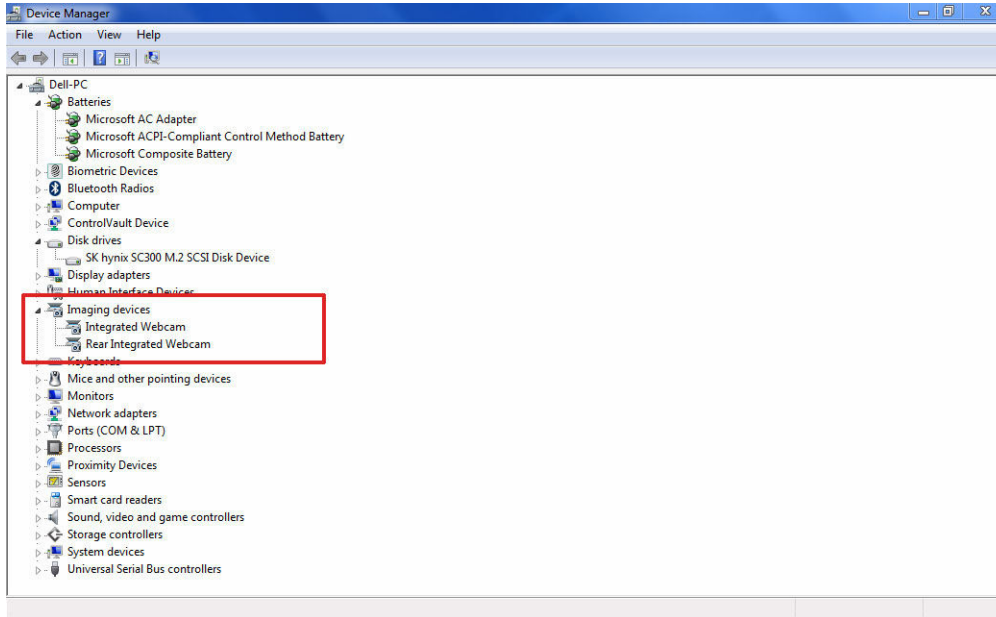 Device Manager
File Action View Help
Dell-PC
Batteries
Microsoft AC Adapter
Microsoft ACPI-Compliant Control Method Battery
Microsoft Composite Battery
Biometric Devices
Bluetooth Radios
Computer
ControlVault Device
Disk drives
SK hynix SC300 M.2 SCSI Disk Device
Display adapters
Human Interface Devices
Imaging devices
Integrated Webcam
Rear Integrated Webcam
Keyboards
Mice and other pointing devices
Monitors
Network adapters
Ports (COM & LPT)
Processors
Proximity Devices
Sensors
Smart card readers
Sound, video and game controllers
Storage controllers
System devices
Universal Serial Bus controllers